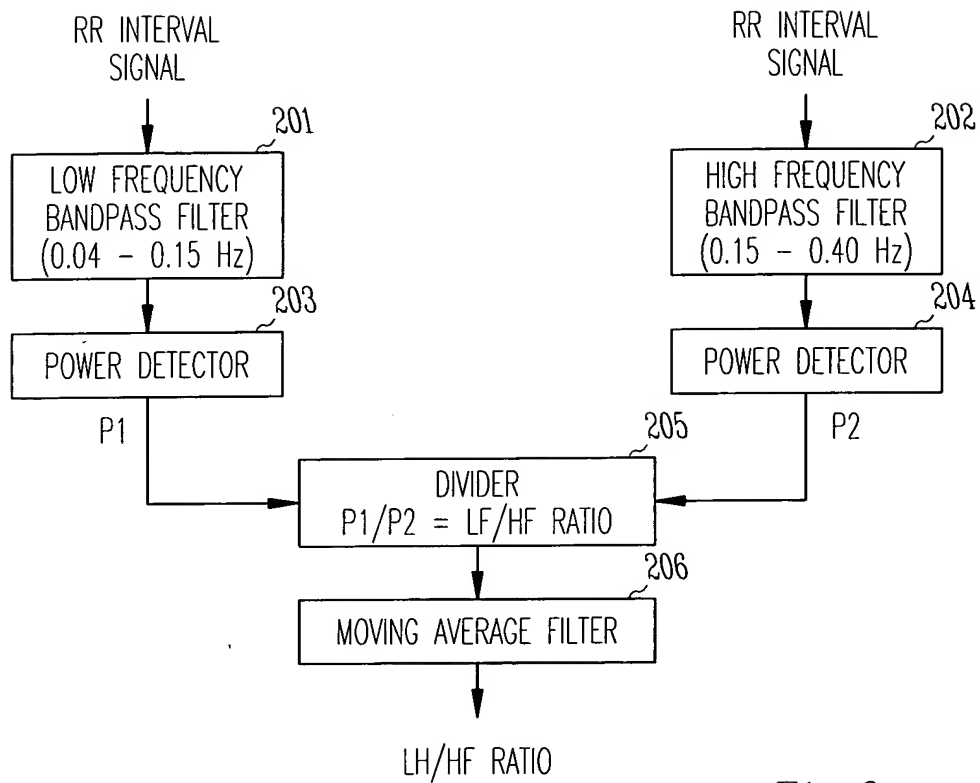 RR INTERVAL
SIGNAL
RR INTERVAL
SIGNAL
201
LOW FREQUENCY
BANDPASS FILTER
(0.04 – 0.15 Hz)
202
HIGH FREQUENCY
BANDPASS FILTER
(0.15 – 0.40 Hz)
203
POWER DETECTOR
204
POWER DETECTOR
P1
P2
205
DIVIDER
P1/P2 = LF/HF RATIO
206
MOVING AVERAGE FILTER
LH/HF RATIO